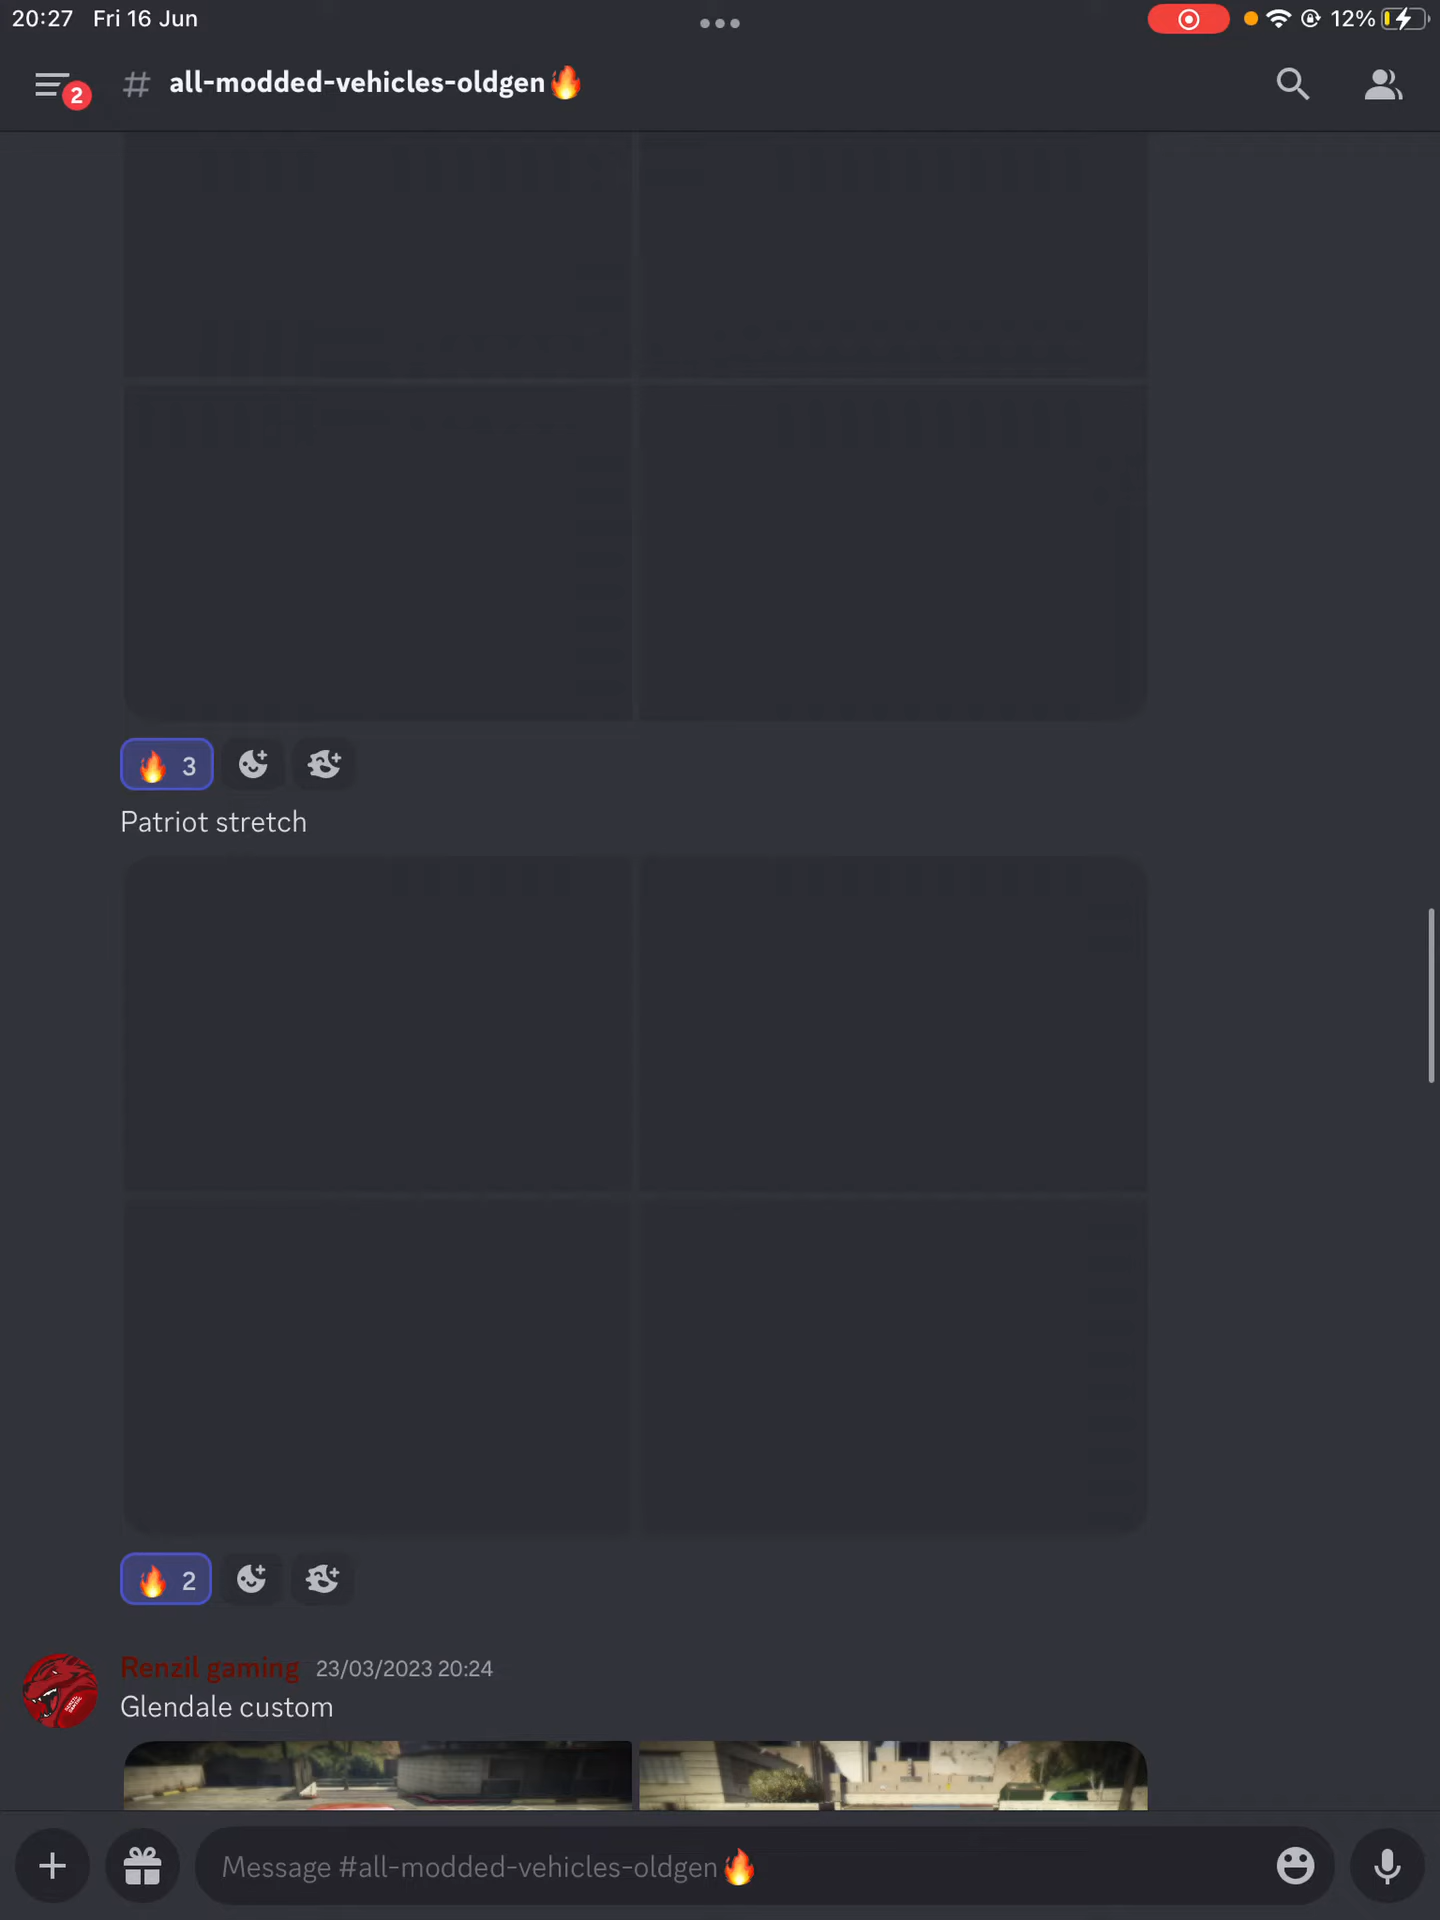 20:27 Fri 16 Jun 12%
2 # all-modded-vehicles-oldgen🔥
🔥 3
Patriot stretch
🔥 2
Renzil gaming 23/03/2023 20:24
Glendale custom
Message #all-modded-vehicles-oldgen🔥